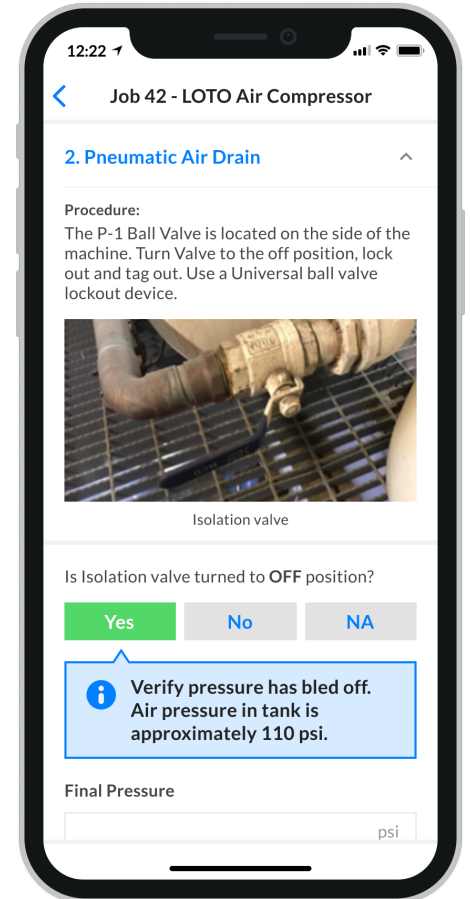 12:22
Job 42 - LOTO Air Compressor
2. Pneumatic Air Drain
Procedure:
The P-1 Ball Valve is located on the side of the
machine. Turn Valve to the off position, lock
out and tag out. Use a Universal ball valve
lockout device.
Isolation valve
Is Isolation valve turned to OFF position?
Yes No NA
Verify pressure has bled off.
Air pressure in tank is
approximately 110 psi.
Final Pressure
psi